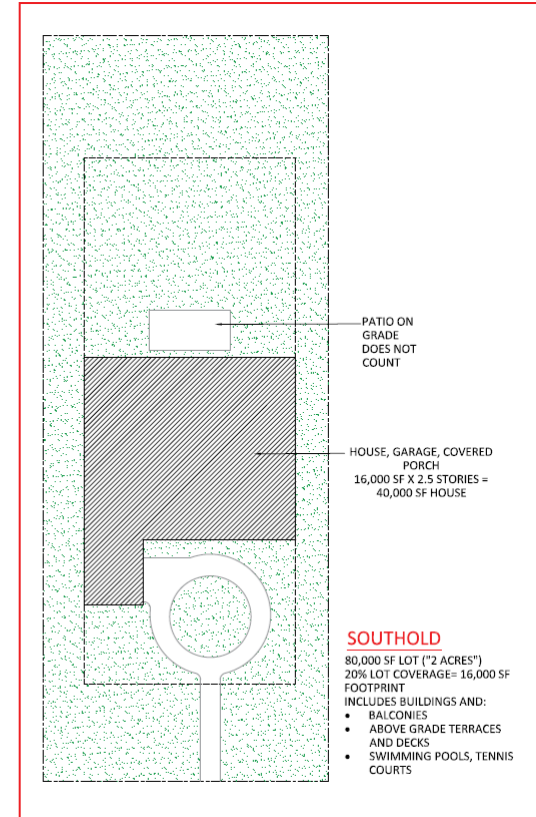 PATIO ON
GRADE
DOES NOT
COUNT
HOUSE, GARAGE, COVERED
PORCH
16,000 SF X 2.5 STORIES =
40,000 SF HOUSE
SOUTHOLD
80,000 SF LOT ("2 ACRES")
20% LOT COVERAGE= 16,000 SF
FOOTPRINT
INCLUDES BUILDINGS AND:
• BALCONIES
• ABOVE GRADE TERRACES
AND DECKS
• SWIMMING POOLS, TENNIS
COURTS